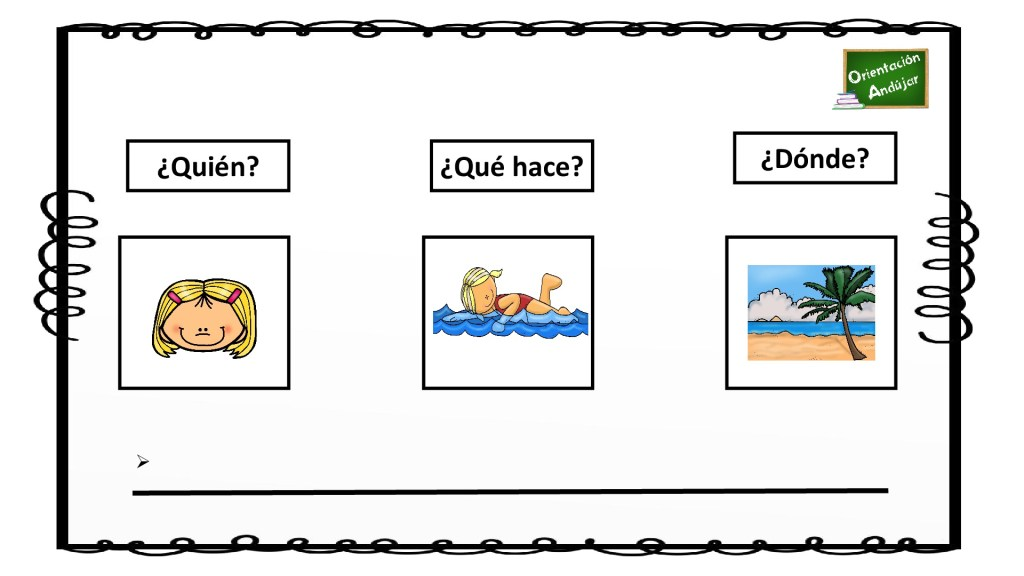 Orientación
Andújar
¿Quién?
¿Qué hace?
¿Dónde?